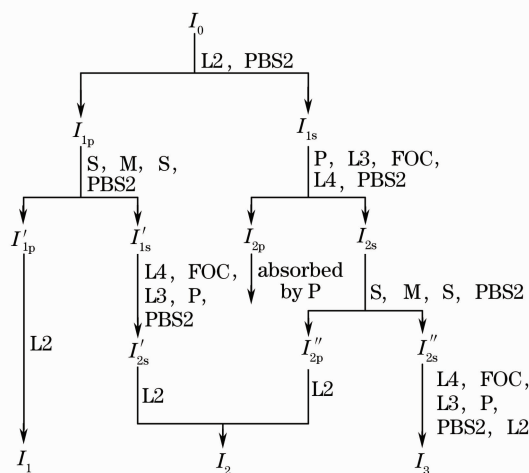 I₀
L2, PBS2
I₁ₚ
I₁ₛ
S, M, S,
PBS2
P, L3, FOC,
L4, PBS2
I′₁ₚ
I′₁ₛ
I₂ₚ
I₂ₛ
L4, FOC,
L3, P,
PBS2
absorbed
by P
S, M, S, PBS2
L2
I′₂ₛ
I″₂ₚ
I″₂ₛ
L2
L2
L4, FOC,
L3, P,
PBS2, L2
I₁
I₂
I₃